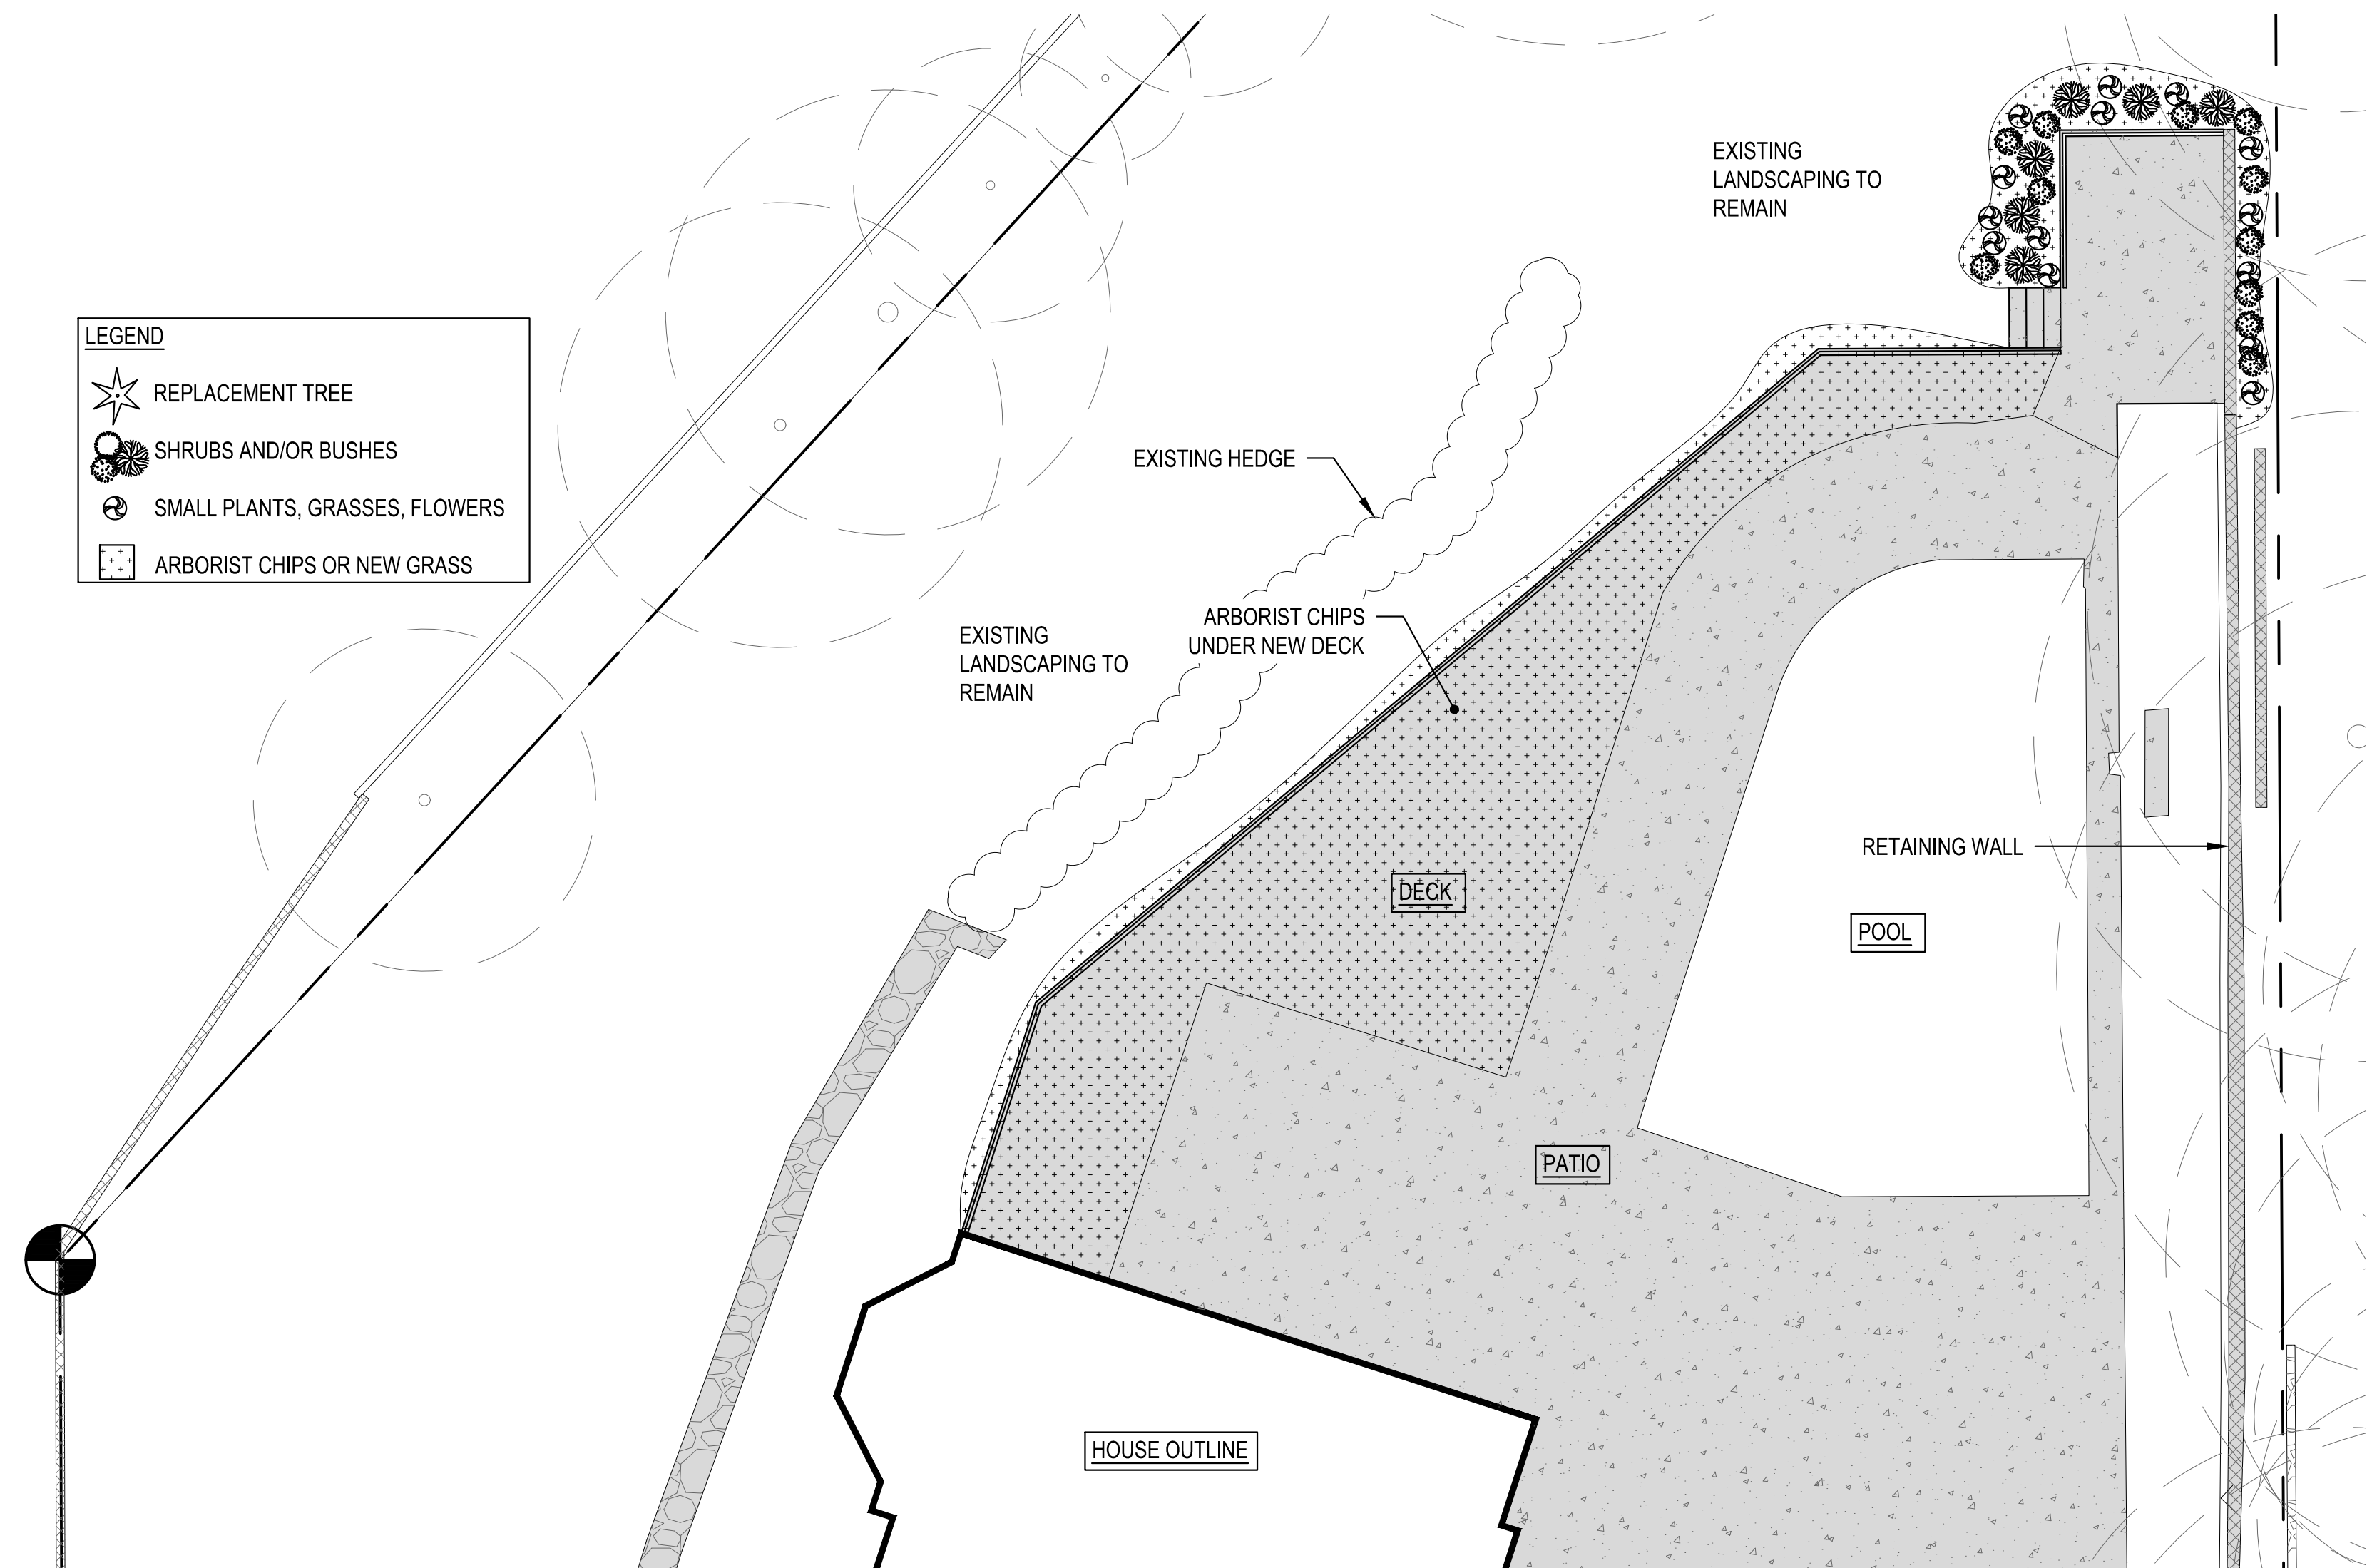 EXISTING
LANDSCAPING TO
REMAIN
LEGEND
REPLACEMENT TREE
SHRUBS AND/OR BUSHES
SMALL PLANTS, GRASSES, FLOWERS
ARBORIST CHIPS OR NEW GRASS
EXISTING HEDGE
ARBORIST CHIPS
UNDER NEW DECK
EXISTING
LANDSCAPING TO
REMAIN
RETAINING WALL
DECK
POOL
PATIO
HOUSE OUTLINE